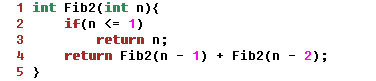 1 int Fib2(int n){
2     if(n <= 1)
3         return n;
4     return Fib2(n - 1) + Fib2(n - 2);
5 }